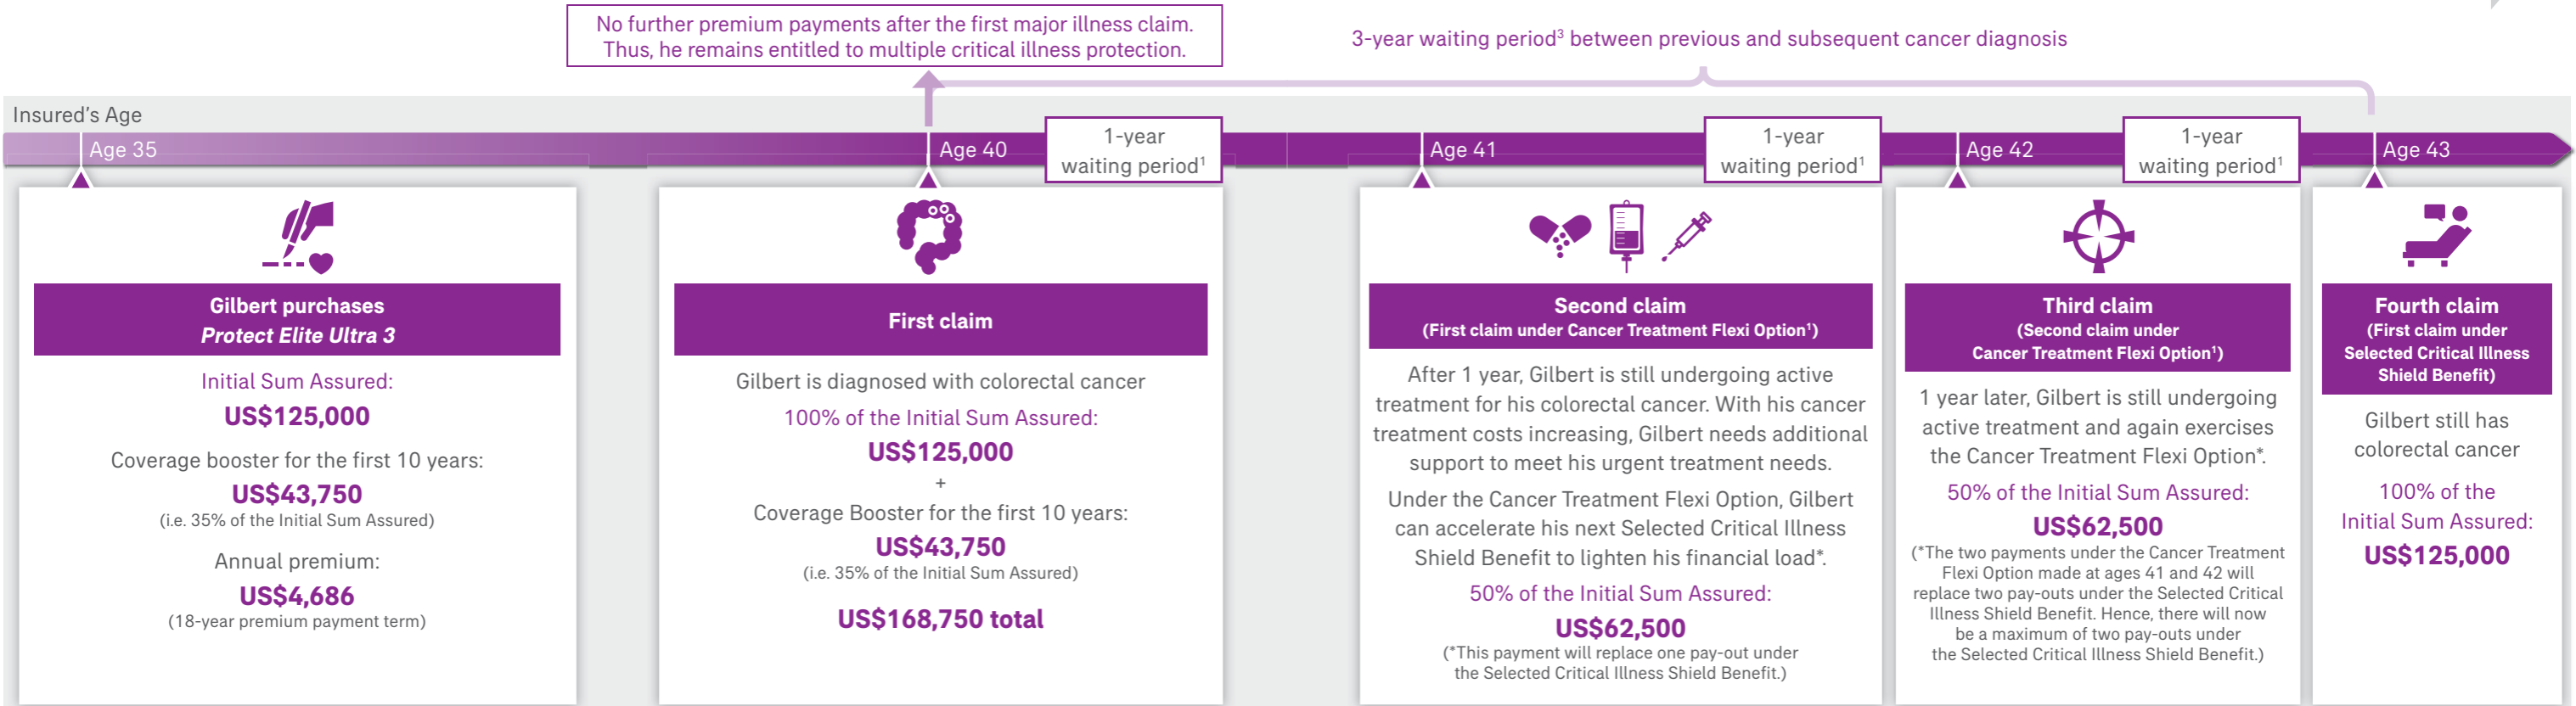 No further premium payments after the first major illness claim.
Thus, he remains entitled to multiple critical illness protection.
3-year waiting period³ between previous and subsequent cancer diagnosis
Insured's Age
Age 35
Age 40
1-year
waiting period¹
Age 41
1-year
waiting period¹
Age 42
1-year
waiting period¹
Age 43
Gilbert purchases
Protect Elite Ultra 3
Initial Sum Assured:
US$125,000
Coverage booster for the first 10 years:
US$43,750
(i.e. 35% of the Initial Sum Assured)
Annual premium:
US$4,686
(18-year premium payment term)
First claim
Gilbert is diagnosed with colorectal cancer
100% of the Initial Sum Assured:
US$125,000
+
Coverage Booster for the first 10 years:
US$43,750
(i.e. 35% of the Initial Sum Assured)
US$168,750 total
Second claim
(First claim under Cancer Treatment Flexi Option¹)
After 1 year, Gilbert is still undergoing active
treatment for his colorectal cancer. With his cancer
treatment costs increasing, Gilbert needs additional
support to meet his urgent treatment needs.
Under the Cancer Treatment Flexi Option, Gilbert
can accelerate his next Selected Critical Illness
Shield Benefit to lighten his financial load*.
50% of the Initial Sum Assured:
US$62,500
(*This payment will replace one pay-out under
the Selected Critical Illness Shield Benefit.)
Third claim
(Second claim under
Cancer Treatment Flexi Option¹)
1 year later, Gilbert is still undergoing
active treatment and again exercises
the Cancer Treatment Flexi Option*.
50% of the Initial Sum Assured:
US$62,500
(*The two payments under the Cancer Treatment
Flexi Option made at ages 41 and 42 will
replace two pay-outs under the Selected Critical
Illness Shield Benefit. Hence, there will now
be a maximum of two pay-outs under
the Selected Critical Illness Shield Benefit.)
Fourth claim
(First claim under
Selected Critical Illness
Shield Benefit)
Gilbert still has
colorectal cancer
100% of the
Initial Sum Assured:
US$125,000